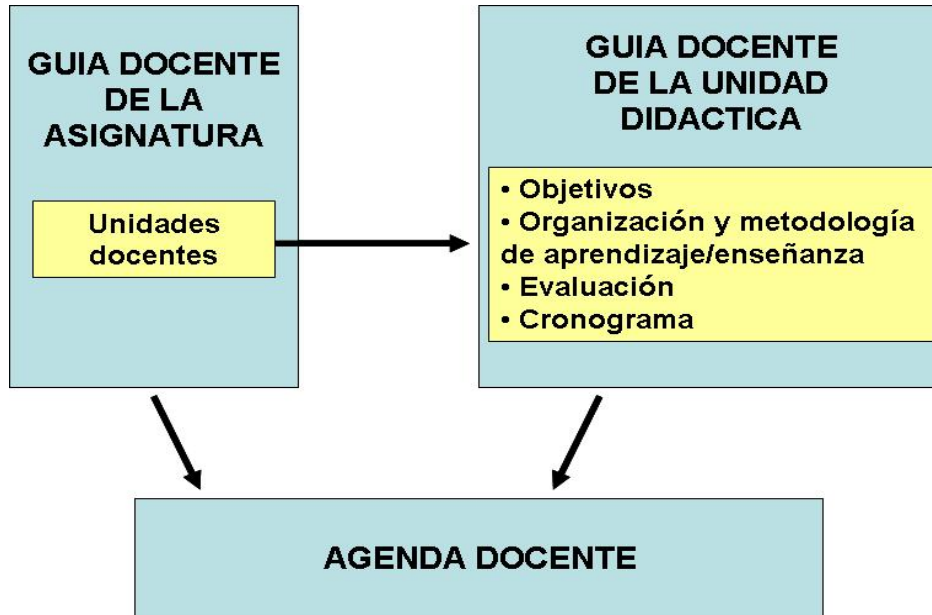 GUIA DOCENTE
DE LA
ASIGNATURA
Unidades
docentes
GUIA DOCENTE
DE LA UNIDAD
DIDACTICA
• Objetivos
• Organización y metodología
de aprendizaje/enseñanza
• Evaluación
• Cronograma
AGENDA DOCENTE